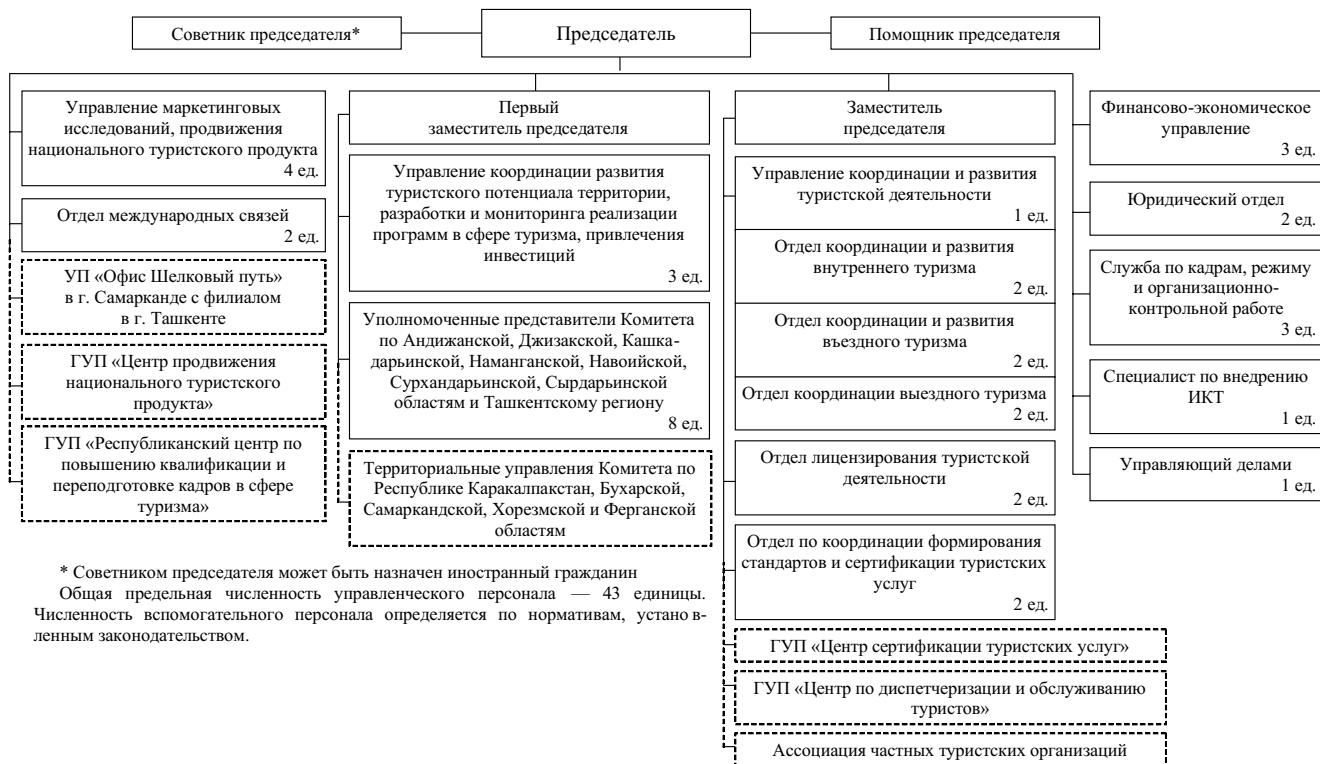 Советник председателя*
Председатель
Помощник председателя
Управление маркетинговых
исследований, продвижения
национального туристского продукта
4 ед.
Отдел международных связей
2 ед.
УП «Офис Шелковый путь»
в г. Самарканде с филиалом
в г. Ташкенте
ГУП «Центр продвижения
национального туристского
продукта»
ГУП «Республиканский центр по
повышению квалификации и
переподготовке кадров в сфере
туризма»
Первый
заместитель председателя
Управление координации развития
туристского потенциала территории,
разработки и мониторинга реализации
программ в сфере туризма, привлечения
инвестиций
3 ед.
Уполномоченные представители Комитета
по Андижанской, Джизакской, Кашка-
дарьинской, Наманганской, Навоийской,
Сурхандарьинской, Сырдарьинской
областям и Ташкентскому региону
8 ед.
Территориальные управления Комитета по
Республике Каракалпакстан, Бухарской,
Самаркандской, Хорезмской и Ферганской
областям
Заместитель
председателя
Управление координации и развития
туристской деятельности
1 ед.
Отдел координации и развития
внутреннего туризма
2 ед.
Отдел координации и развития
въездного туризма
2 ед.
Отдел координации выездного туризма
2 ед.
Отдел лицензирования туристской
деятельности
2 ед.
Отдел по координации формирования
стандартов и сертификации туристских
услуг
2 ед.
ГУП «Центр сертификации туристских услуг»
ГУП «Центр по диспетчеризации и обслуживанию
туристов»
Ассоциация частных туристских организаций
Финансово-экономическое
управление
3 ед.
Юридический отдел
2 ед.
Служба по кадрам, режиму
и организационно-
контрольной работе
3 ед.
Специалист по внедрению
ИКТ
1 ед.
Управляющий делами
1 ед.
* Советником председателя может быть назначен иностранный гражданин
Общая предельная численность управленческого персонала — 43 единицы.
Численность вспомогательного персонала определяется по нормативам, устано в-
ленным законодательством.